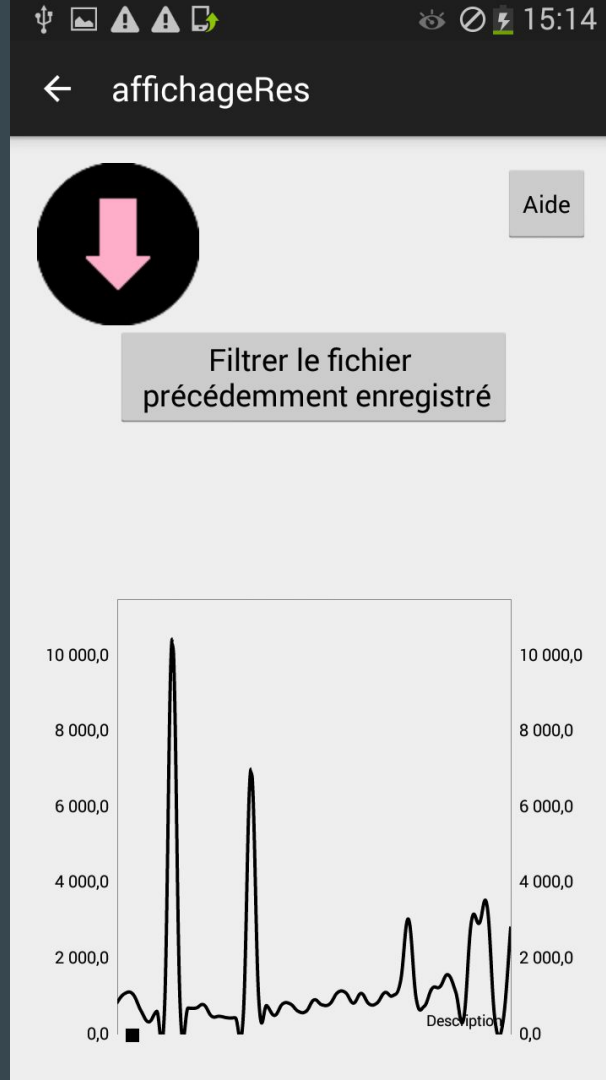 15:14
affichageRes
Aide
Filtrer le fichier
précédemment enregistré
10 000,0 10 000,0
8 000,0 8 000,0
6 000,0 6 000,0
4 000,0 4 000,0
2 000,0 2 000,0
Description
0,0 0,0